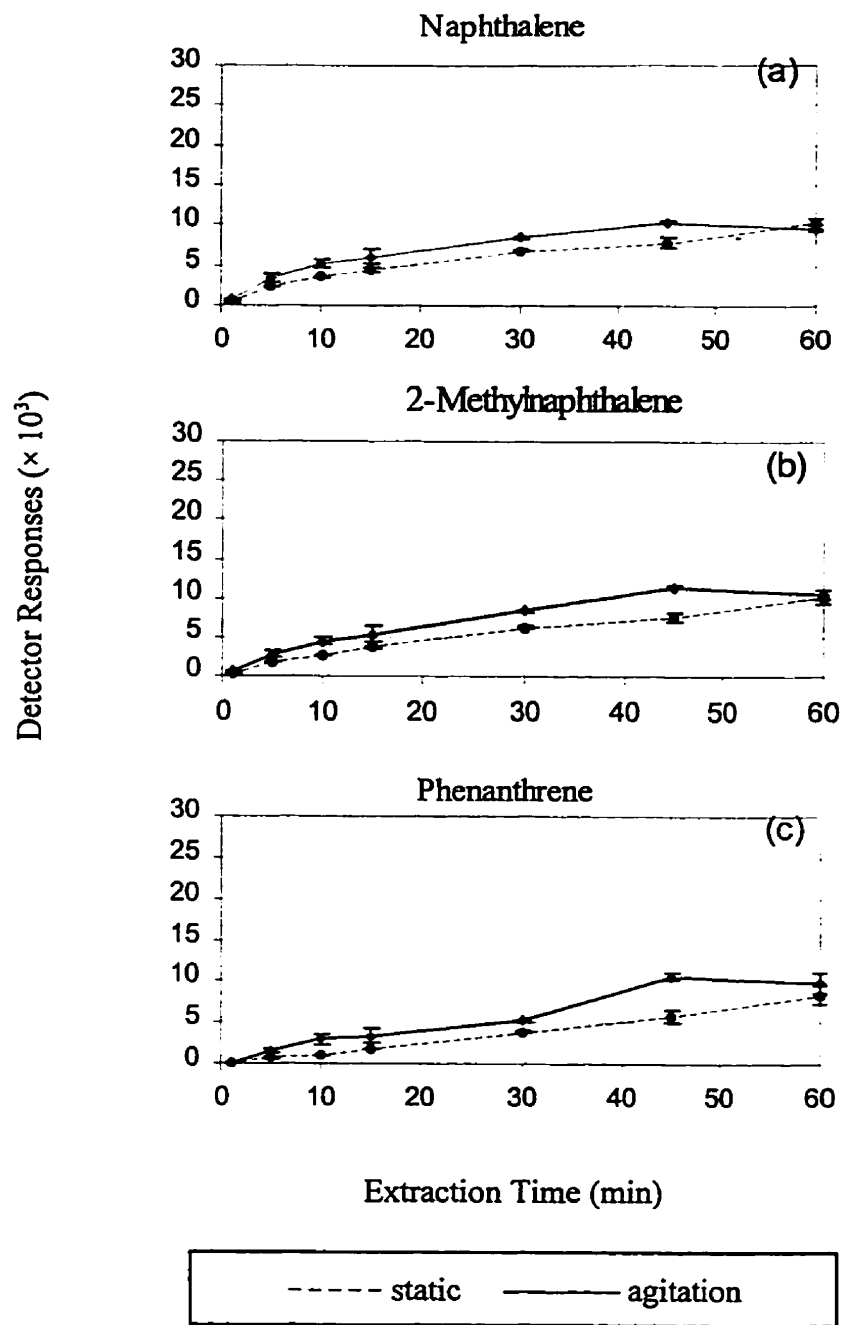 Naphthalene
(a)
30
25
20
15
10
5
0
0 10 20 30 40 50 60
2-Methylnaphthalene
(b)
30
25
20
15
10
5
0
0 10 20 30 40 50 60
Detector Responses (× 10³)
Phenanthrene
(c)
30
25
20
15
10
5
0
0 10 20 30 40 50 60
Extraction Time (min)
static agitation